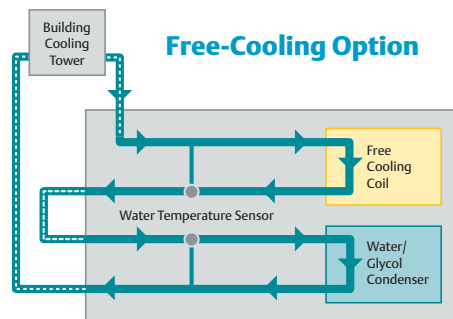 Building
Cooling
Tower
Free-Cooling Option
Free
Cooling
Coil
Water Temperature Sensor
Water/
Glycol
Condenser